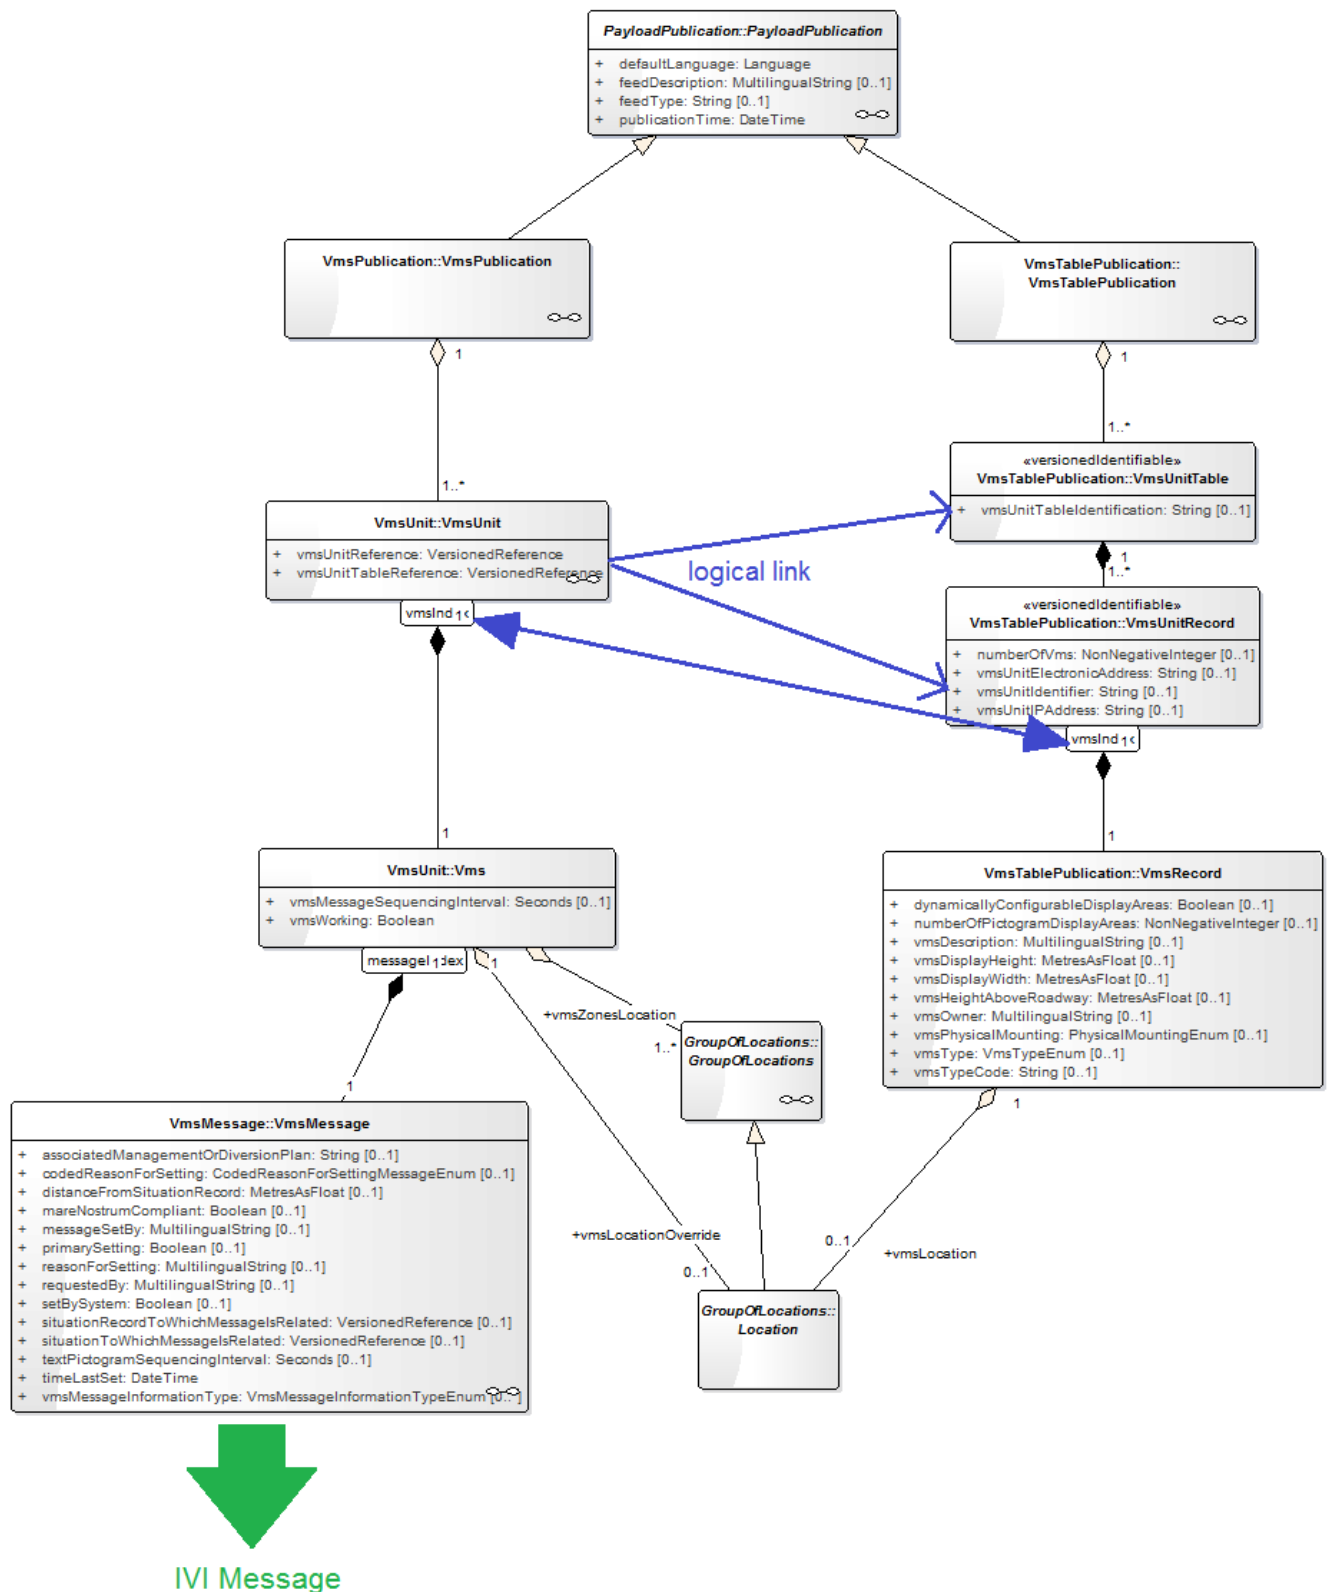 PayloadPublication::PayloadPublication
+ defaultLanguage: Language
+ feedDescription: MultilingualString [0..1]
+ feedType: String [0..1]
+ publicationTime: DateTime
VmsPublication::VmsPublication
VmsTablePublication::
VmsTablePublication
1
1
1..*
1..*
«versionedIdentifiable»
VmsTablePublication::VmsUnitTable
+ vmsUnitTableIdentification: String [0..1]
VmsUnit::VmsUnit
+ vmsUnitReference: VersionedReference
+ vmsUnitTableReference: VersionedReference
logical link
1
1..*
«versionedIdentifiable»
VmsTablePublication::VmsUnitRecord
+ numberOfVms: NonNegativeInteger [0..1]
+ vmsUnitElectronicAddress: String [0..1]
+ vmsUnitIdentifier: String [0..1]
+ vmsUnitIPAddress: String [0..1]
vmsInd 1
vmsInd 1
1
1
VmsUnit::Vms
+ vmsMessageSequencingInterval: Seconds [0..1]
+ vmsWorking: Boolean
VmsTablePublication::VmsRecord
+ dynamicallyConfigurableDisplayAreas: Boolean [0..1]
+ numberOfPictogramDisplayAreas: NonNegativeInteger [0..1]
+ vmsDescription: MultilingualString [0..1]
+ vmsDisplayHeight: MetresAsFloat [0..1]
+ vmsDisplayWidth: MetresAsFloat [0..1]
+ vmsHeightAboveRoadway: MetresAsFloat [0..1]
+ vmsOwner: MultilingualString [0..1]
+ vmsPhysicalMounting: PhysicalMountingEnum [0..1]
+ vmsType: VmsTypeEnum [0..1]
+ vmsTypeCode: String [0..1]
messageI 1 dex
1
+vmsZonesLocation
1..*
GroupOfLocations::
GroupOfLocations
1
1
VmsMessage::VmsMessage
+ associatedManagementOrDiversionPlan: String [0..1]
+ codedReasonForSetting: CodedReasonForSettingMessageEnum [0..1]
+ distanceFromSituationRecord: MetresAsFloat [0..1]
+ mareNostrumCompliant: Boolean [0..1]
+ messageSetBy: MultilingualString [0..1]
+ primarySetting: Boolean [0..1]
+ reasonForSetting: MultilingualString [0..1]
+ requestedBy: MultilingualString [0..1]
+ setBySystem: Boolean [0..1]
+ situationRecordToWhichMessageIsRelated: VersionedReference [0..1]
+ situationToWhichMessageIsRelated: VersionedReference [0..1]
+ textPictogramSequencingInterval: Seconds [0..1]
+ timeLastSet: DateTime
+ vmsMessageInformationType: VmsMessageInformationTypeEnum
+vmsLocationOverride
0..1
0..1
+vmsLocation
GroupOfLocations::
Location
IVI Message